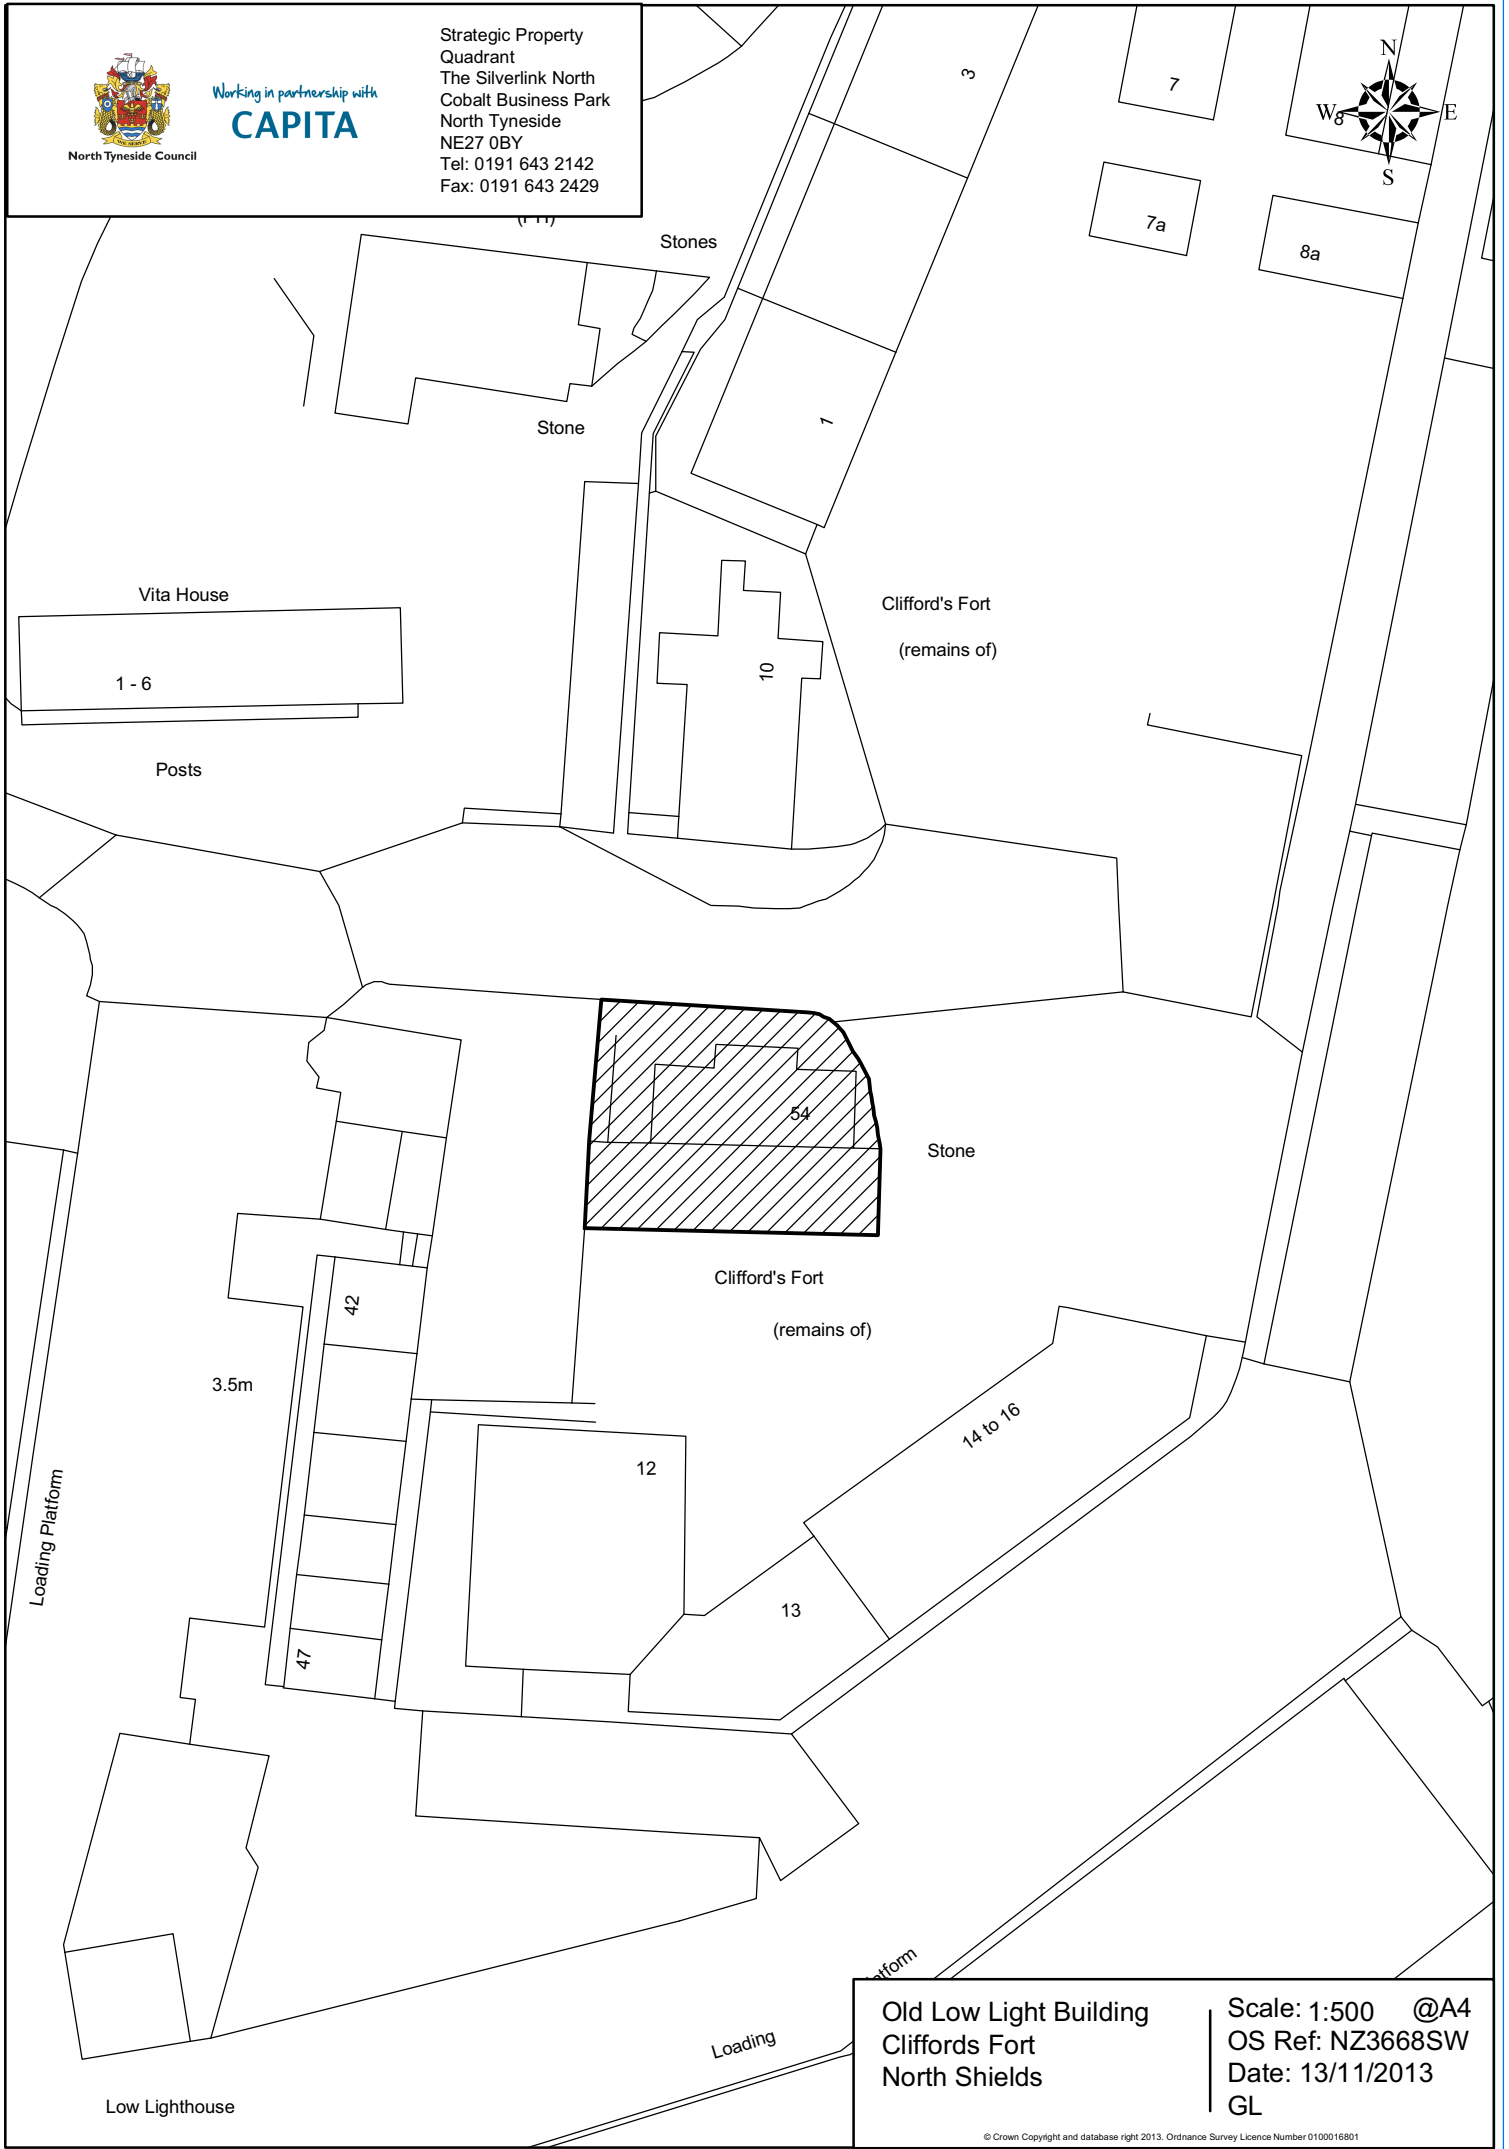 North Tyneside Council
Working in partnership with
CAPITA
Strategic Property
Quadrant
The Silverlink North
Cobalt Business Park
North Tyneside
NE27 0BY
Tel: 0191 643 2142
Fax: 0191 643 2429
N
W
E
S
3
7
8
7a
8a
Stones
1
Stone
Vita House
1 - 6
Posts
10
Clifford's Fort
(remains of)
54
Stone
Clifford's Fort
(remains of)
42
3.5m
14 to 16
12
Loading Platform
13
47
Loading
Low Lighthouse
Old Low Light Building
Cliffords Fort
North Shields
Scale: 1:500 @A4
OS Ref: NZ3668SW
Date: 13/11/2013
GL
© Crown Copyright and database right 2013. Ordnance Survey Licence Number 0100016801